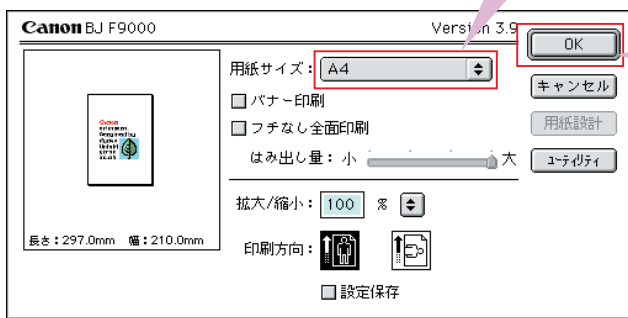 Canon BJ F9000
Version 3.9
用紙サイズ： A4
バナー印刷
フチなし全面印刷
はみ出し量： 小 大
拡大/縮小： 100 %
印刷方向：
設定保存
長さ：297.0mm 幅：210.0mm
OK
キャンセル
用紙設計
ユーティリティ
Canon